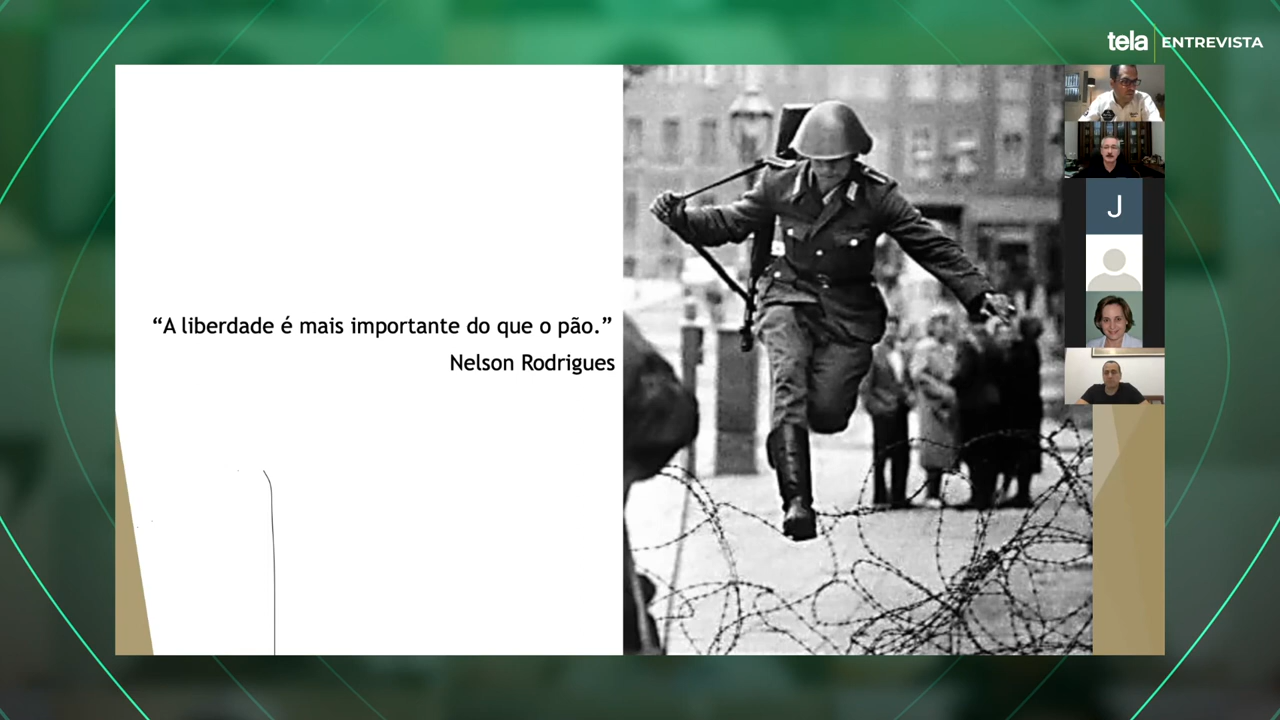 tela ENTREVISTA
“A liberdade é mais importante do que o pão.”
Nelson Rodrigues
J